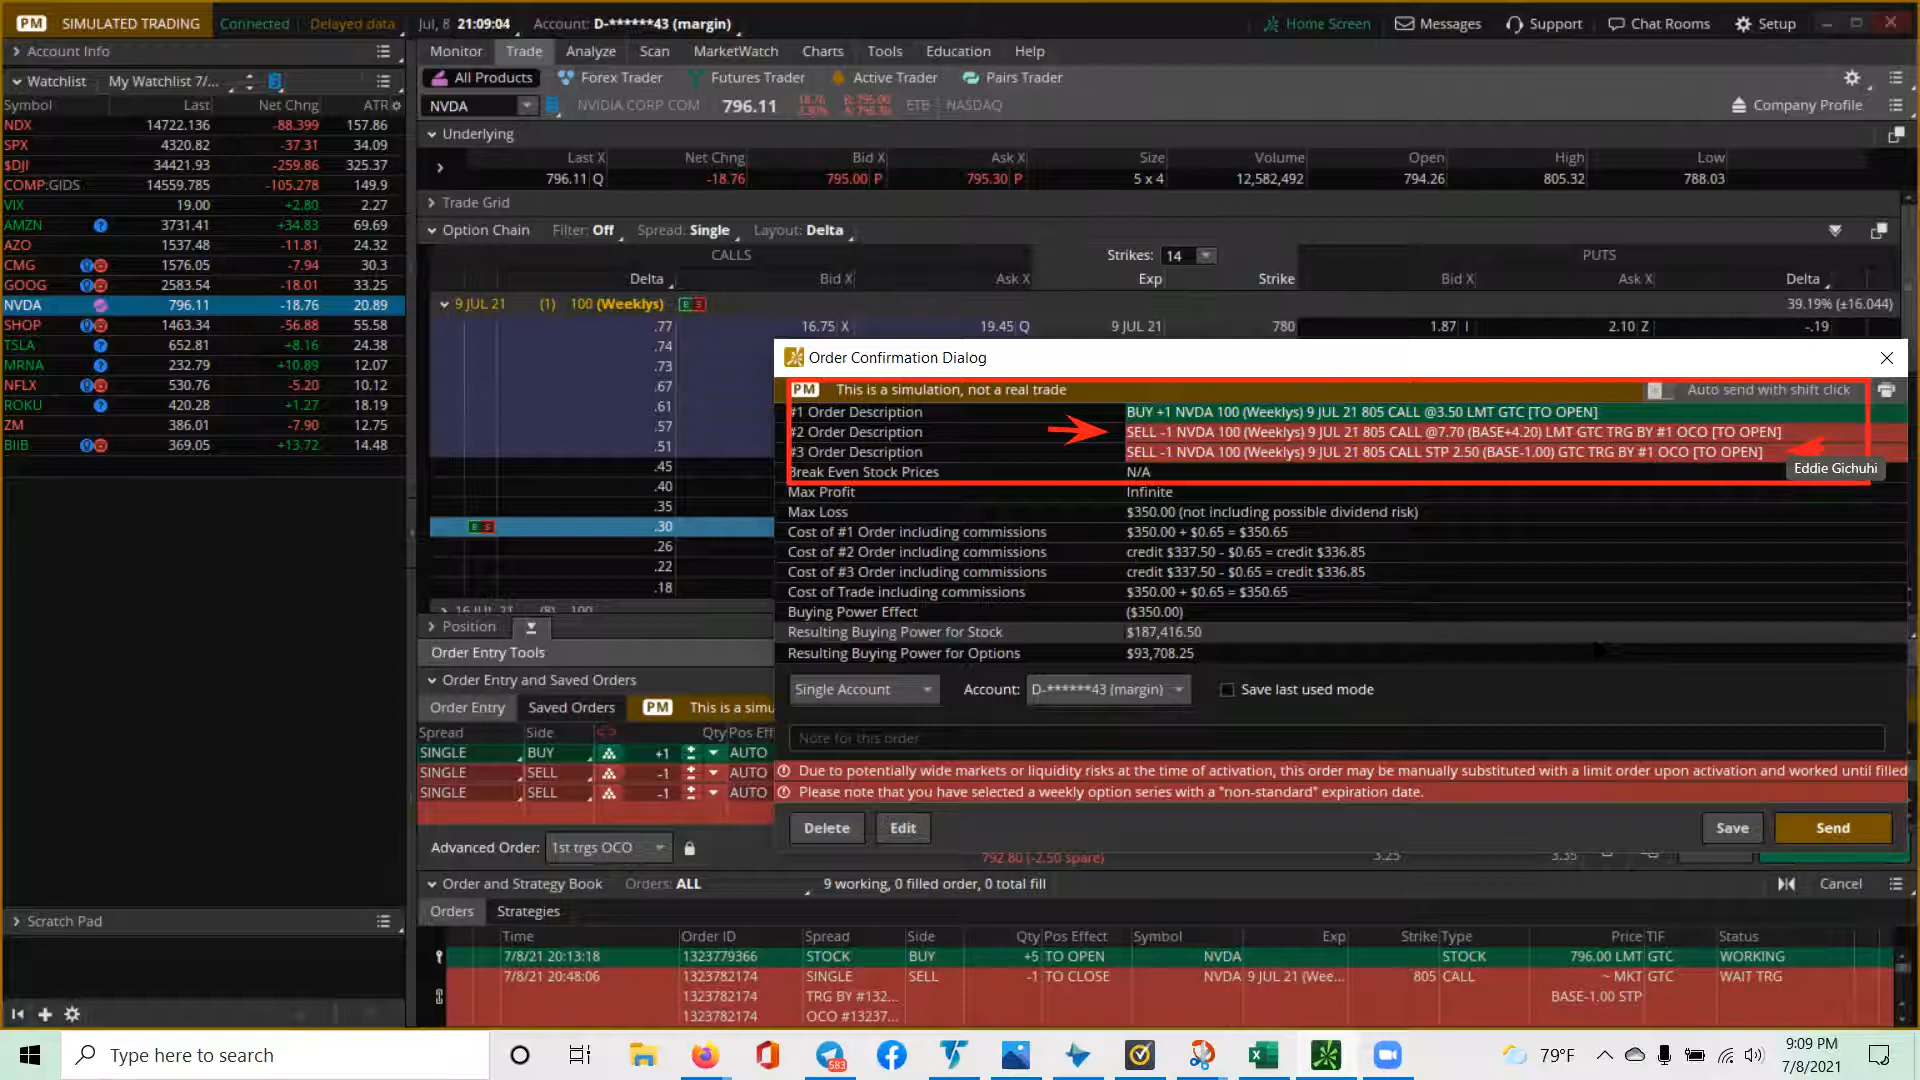 PM SIMULATED TRADING Connected Delayed data Jul, 8 21:09:04 Account: D-******43 (margin) Home Screen Messages Support Chat Rooms Setup
Account Info
Monitor Trade Analyze Scan MarketWatch Charts Tools Education Help
Watchlist My Watchlist 7/...
All Products Forex Trader Futures Trader Active Trader Pairs Trader
Symbol Last Net Chng ATR
NDX 14722.136 -88.399 157.86
SPX 4320.82 -37.31 34.09
$DJI 34421.93 -259.86 325.37
COMP:GIDS 14559.785 -105.278 149.9
VIX 19.00 +2.80 2.27
AMZN 3731.41 +34.83 69.69
AZO 1537.48 -11.81 24.32
CMG 1576.05 -7.94 30.3
GOOG 2583.54 -18.01 33.25
NVDA 796.11 -18.76 20.89
SHOP 1463.34 -56.88 55.58
TSLA 652.81 +8.16 24.38
MRNA 232.79 +10.89 12.07
NFLX 530.76 -5.20 10.12
ROKU 420.28 +1.27 18.19
ZM 386.01 -7.90 12.75
BIIB 369.05 +13.72 14.48
Scratch Pad
NVDA NVIDIA CORP COM 796.11 B: 795.00 ETB NASDAQ Company Profile
Underlying
Last X Net Chng Bid X Ask X Size Volume Open High Low
796.11 Q -18.76 795.00 P 795.30 P 5 x 4 12,582,492 794.26 805.32 788.03
Trade Grid
Option Chain Filter: Off Spread: Single Layout: Delta
CALLS Strikes: 14 PUTS
Delta Bid X Ask X Exp Strike Bid X Ask X Delta
9 JUL 21 (1) 100 (Weeklys) 39.19% (±16.044)
.77 16.75 X 19.45 Q 9 JUL 21 780 1.87 I 2.10 Z -.19
.74
.73
.67
.61
.57
.51
.45
.40
.35
.30
.26
.22
.18
16 JUL 21 (8) 100
Order Confirmation Dialog
PM This is a simulation, not a real trade Auto send with shift click
#1 Order Description BUY +1 NVDA 100 (Weeklys) 9 JUL 21 805 CALL @3.50 LMT GTC [TO OPEN]
#2 Order Description SELL -1 NVDA 100 (Weeklys) 9 JUL 21 805 CALL @7.70 (BASE+4.20) LMT GTC TRG BY #1 OCO [TO OPEN]
#3 Order Description SELL -1 NVDA 100 (Weeklys) 9 JUL 21 805 CALL STP 2.50 (BASE-1.00) GTC TRG BY #1 OCO [TO OPEN]
Eddie Gichuhi
Break Even Stock Prices N/A
Max Profit Infinite
Max Loss $350.00 (not including possible dividend risk)
Cost of #1 Order including commissions $350.00 + $0.65 = $350.65
Cost of #2 Order including commissions credit $337.50 - $0.65 = credit $336.85
Cost of #3 Order including commissions credit $337.50 - $0.65 = credit $336.85
Cost of Trade including commissions $350.00 + $0.65 = $350.65
Buying Power Effect ($350.00)
Resulting Buying Power for Stock $187,416.50
Resulting Buying Power for Options $93,708.25
Single Account Account: D-******43 (margin) Save last used mode
Note for this order
Due to potentially wide markets or liquidity risks at the time of activation, this order may be manually substituted with a limit order upon activation and worked until filled
Please note that you have selected a weekly option series with a "non-standard" expiration date.
Delete Edit Save Send
Position
Order Entry Tools
Order Entry and Saved Orders
Order Entry Saved Orders PM This is a simu
Spread Side Qty Pos Eff
SINGLE BUY +1 AUTO
SINGLE SELL -1 AUTO
SINGLE SELL -1 AUTO
Advanced Order: 1st trgs OCO
792.80 (-2.50 spare) 3.25 3.35
Order and Strategy Book Orders: ALL 9 working, 0 filled order, 0 total fill Cancel
Orders Strategies
Time Order ID Spread Side Qty Pos Effect Symbol Exp Strike Type Price TIF Status
7/8/21 20:13:18 1323779366 STOCK BUY +5 TO OPEN NVDA STOCK 796.00 LMT GTC WORKING
7/8/21 20:48:06 1323782174 SINGLE SELL -1 TO CLOSE NVDA 9 JUL 21 (Wee... 805 CALL ~ MKT GTC WAIT TRG
1323782174 TRG BY #132... BASE-1.00 STP
1323782174 OCO #13237...
Type here to search
583
79°F
9:09 PM
7/8/2021